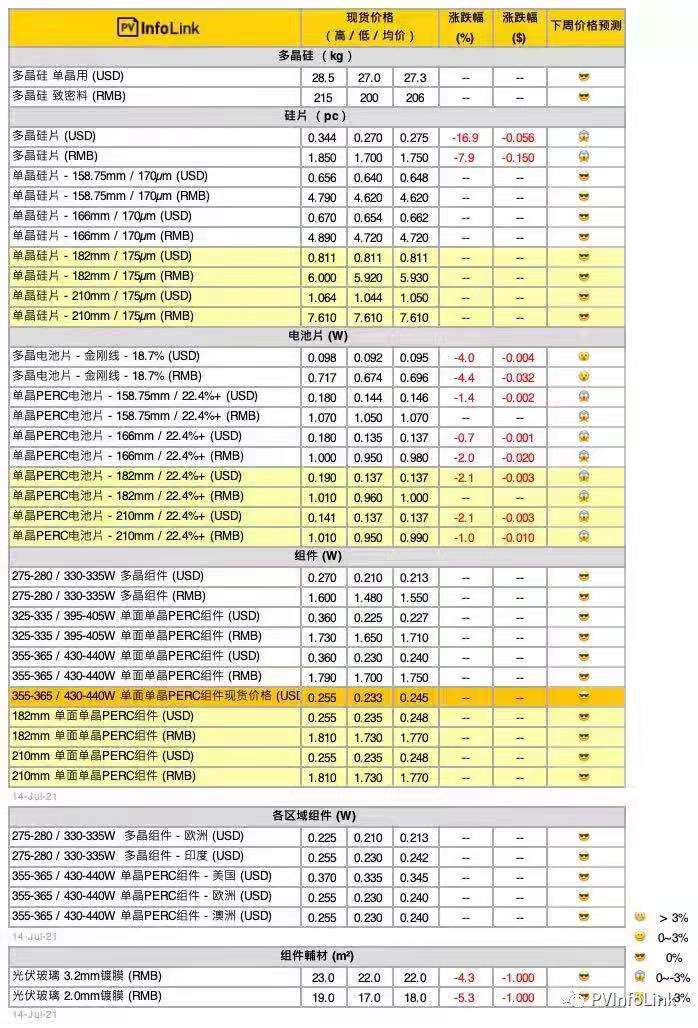 PV InfoLink 现货价格 涨跌幅 涨跌幅 下周价格预测
（高 / 低 / 均价） (%) ($)
多晶硅 （kg）
多晶硅 单晶用 (USD) 28.5 27.0 27.3 -- --
多晶硅 致密料 (RMB) 215 200 206 -- --
硅片 （pc）
多晶硅片 (USD) 0.344 0.270 0.275 -16.9 -0.056
多晶硅片 (RMB) 1.850 1.700 1.750 -7.9 -0.150
单晶硅片 - 158.75mm / 170µm (USD) 0.656 0.640 0.648 -- --
单晶硅片 - 158.75mm / 170µm (RMB) 4.790 4.620 4.620 -- --
单晶硅片 - 166mm / 170µm (USD) 0.670 0.654 0.662 -- --
单晶硅片 - 166mm / 170µm (RMB) 4.890 4.720 4.720 -- --
单晶硅片 - 182mm / 175µm (USD) 0.811 0.811 0.811 -- --
单晶硅片 - 182mm / 175µm (RMB) 6.000 5.920 5.930 -- --
单晶硅片 - 210mm / 175µm (USD) 1.064 1.044 1.050 -- --
单晶硅片 - 210mm / 175µm (RMB) 7.610 7.610 7.610 -- --
电池片 (W)
多晶电池片 - 金刚线 - 18.7% (USD) 0.098 0.092 0.095 -4.0 -0.004
多晶电池片 - 金刚线 - 18.7% (RMB) 0.717 0.674 0.696 -4.4 -0.032
单晶PERC电池片 - 158.75mm / 22.4%+ (USD) 0.180 0.144 0.146 -1.4 -0.002
单晶PERC电池片 - 158.75mm / 22.4%+ (RMB) 1.070 1.050 1.070 -- --
单晶PERC电池片 - 166mm / 22.4%+ (USD) 0.180 0.135 0.137 -0.7 -0.001
单晶PERC电池片 - 166mm / 22.4%+ (RMB) 1.000 0.950 0.980 -2.0 -0.020
单晶PERC电池片 - 182mm / 22.4%+ (USD) 0.190 0.137 0.137 -2.1 -0.003
单晶PERC电池片 - 182mm / 22.4%+ (RMB) 1.010 0.960 1.000 -- --
单晶PERC电池片 - 210mm / 22.4%+ (USD) 0.141 0.137 0.137 -2.1 -0.003
单晶PERC电池片 - 210mm / 22.4%+ (RMB) 1.010 0.950 0.990 -1.0 -0.010
组件 (W)
275-280 / 330-335W 多晶组件 (USD) 0.270 0.210 0.213 -- --
275-280 / 330-335W 多晶组件 (RMB) 1.600 1.480 1.550 -- --
325-335 / 395-405W 单面单晶PERC组件 (USD) 0.360 0.225 0.227 -- --
325-335 / 395-405W 单面单晶PERC组件 (RMB) 1.730 1.650 1.710 -- --
355-365 / 430-440W 单面单晶PERC组件 (USD) 0.360 0.230 0.240 -- --
355-365 / 430-440W 单面单晶PERC组件 (RMB) 1.790 1.700 1.750 -- --
355-365 / 430-440W 单面单晶PERC组件现货价格 (USD 0.255 0.233 0.245 -- --
182mm 单面单晶PERC组件 (USD) 0.255 0.235 0.248 -- --
182mm 单面单晶PERC组件 (RMB) 1.810 1.730 1.770 -- --
210mm 单面单晶PERC组件 (USD) 0.255 0.235 0.248 -- --
210mm 单面单晶PERC组件 (RMB) 1.810 1.730 1.770 -- --
14-Jul-21
各区域组件 (W)
275-280 / 330-335W 多晶组件 - 欧洲 (USD) 0.225 0.210 0.213 -- --
275-280 / 330-335W 多晶组件 - 印度 (USD) 0.255 0.230 0.242 -- --
355-365 / 430-440W 单晶PERC组件 - 美国 (USD) 0.370 0.335 0.345 -- --
355-365 / 430-440W 单晶PERC组件 - 欧洲 (USD) 0.255 0.230 0.240 -- --
355-365 / 430-440W 单晶PERC组件 - 澳洲 (USD) 0.255 0.230 0.240 -- --
14-Jul-21
> 3%
0~3%
0%
0~-3%
组件輔材 (m²)
光伏玻璃 3.2mm镀膜 (RMB) 23.0 22.0 22.0 -4.3 -1.000
光伏玻璃 2.0mm镀膜 (RMB) 19.0 17.0 18.0 -5.3 -1.000
PVInfoLink
14-Jul-21